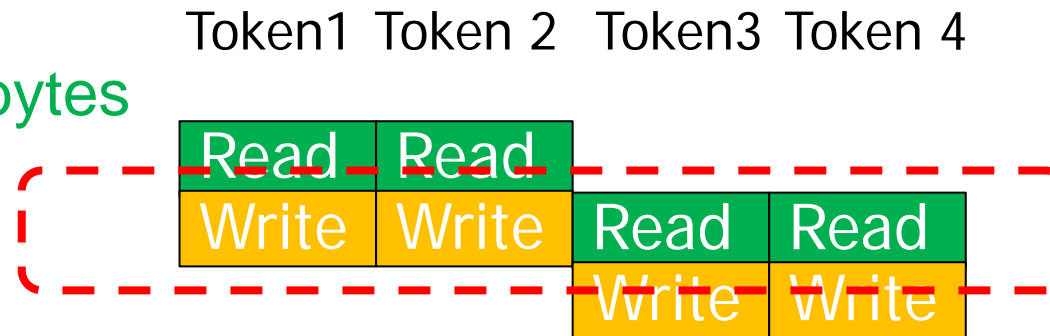 Token1 Token 2 Token3 Token 4
bytes
Read Read
Write Write Read Read
Write Write